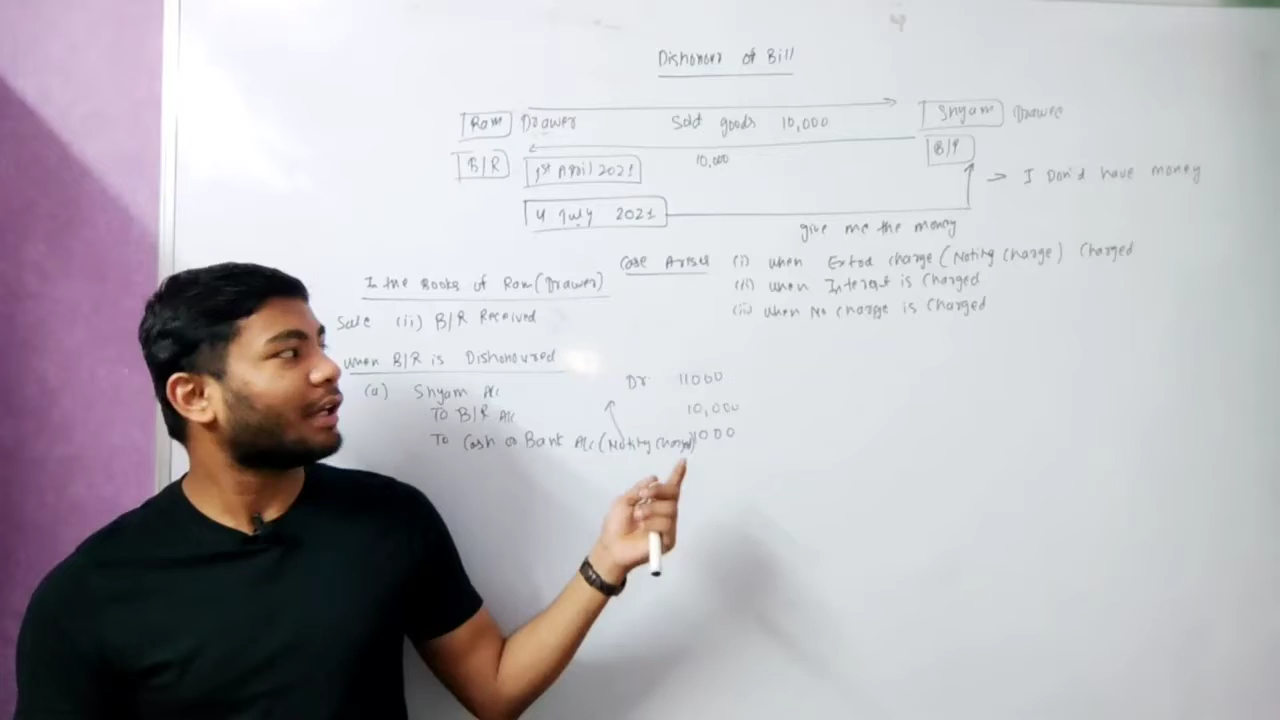 Dishonour of Bill
Ram Drawer Sold goods 10,000 Shyam Drawee
B/R 1st April 2021 10,000 B/P
I Don'd have money
4 July 2021
give me the money
Case Arises (i) when Extra charge (Noting charge) Charged
(ii) when Interest is Charged
(iii) when No charge is Charged
In the Books of Ram (Drawer)
Sale (ii) B/R Received
when B/R is Dishonoured
(a) Shyam A/c Dr. 11000
To B/R A/c 10,000
To Cash or Bank A/c (Noting Charge) 1000